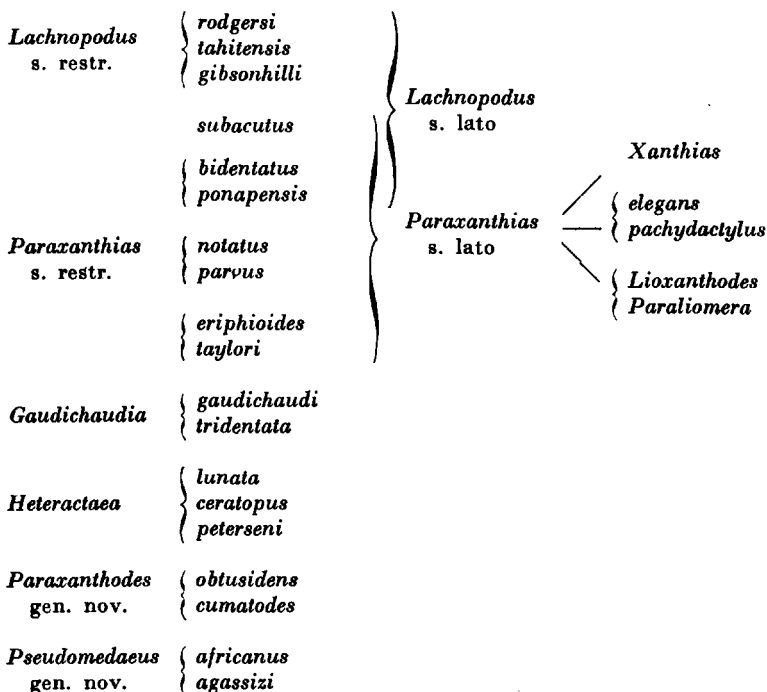 Lachnopodus
s. restr.
rodgersi
tahitensis
gibsonhilli
subacutus
bidentatus
ponapensis
Paraxanthias
s. restr.
notatus
parvus
eriphioides
taylori
Lachnopodus
s. lato
Paraxanthias
s. lato
Xanthias
elegans
pachydactylus
Lioxanthodes
Paraliomera
Gaudichaudia
gaudichaudi
tridentata
Heteractaea
lunata
ceratopus
peterseni
Paraxanthodes
gen. nov.
obtusidens
cumatodes
Pseudomedaeus
gen. nov.
africanus
agassizi